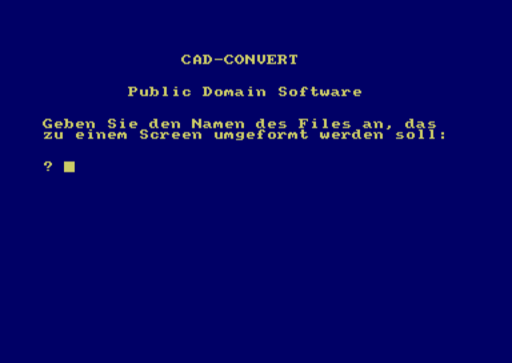 CAD-CONVERT
Public Domain Software
Geben Sie den Namen des Files an, das
zu einem Screen umgeformt werden soll:
?